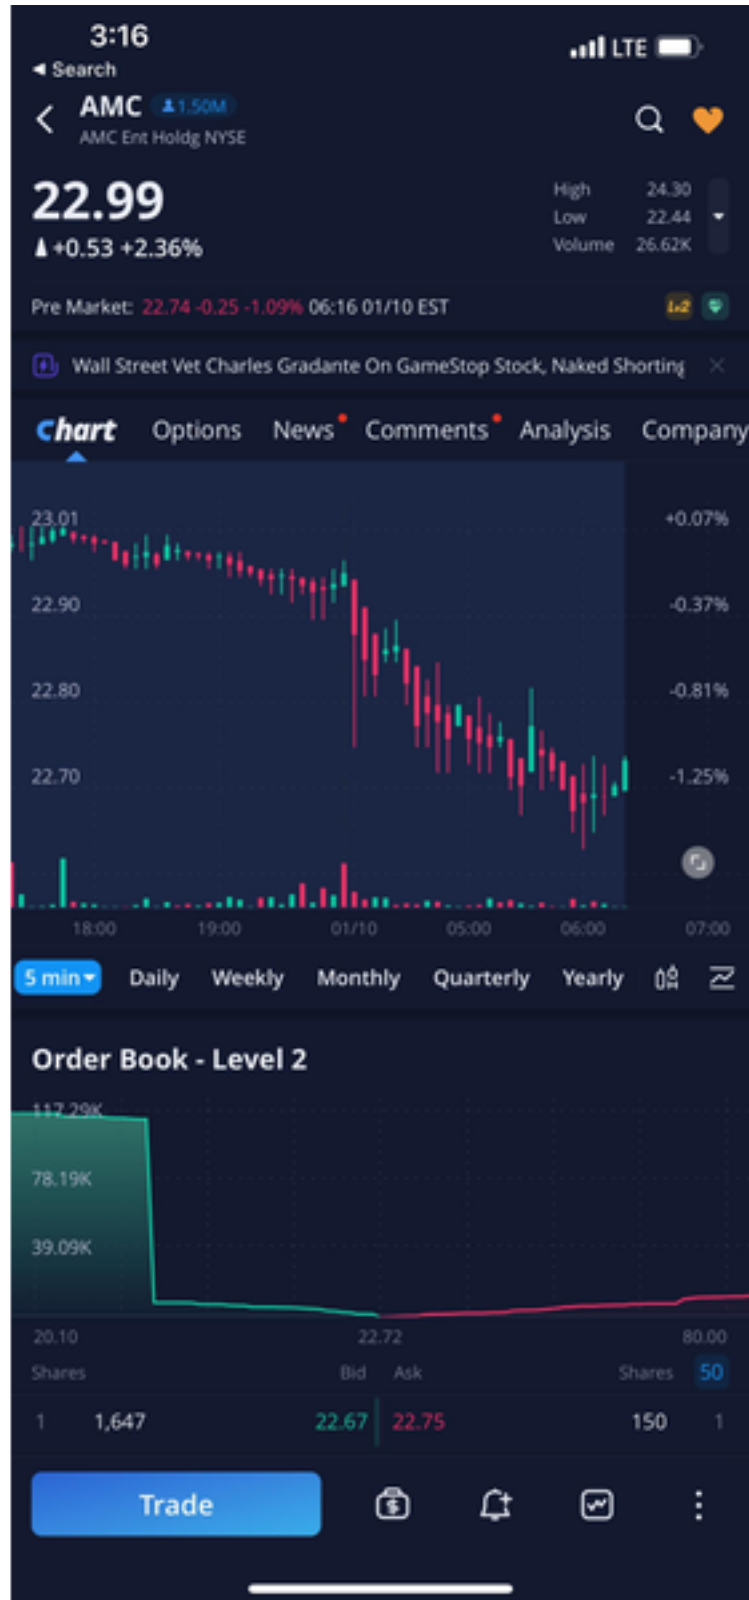 3:16
LTE
◀ Search
AMC 1.50M
AMC Ent Holdg NYSE
22.99
+0.53 +2.36%
High 24.30
Low 22.44
Volume 26.62K
Pre Market: 22.74 -0.25 -1.09% 06:16 01/10 EST
Lv2
Wall Street Vet Charles Gradante On GameStop Stock, Naked Shorting
Chart Options News Comments Analysis Company
23.01 +0.07%
22.90 -0.37%
22.80 -0.81%
22.70 -1.25%
18:00 19:00 01/10 05:00 06:00 07:00
5 min Daily Weekly Monthly Quarterly Yearly
Order Book - Level 2
117.29K
78.19K
39.09K
20.10 22.72 80.00
Shares Bid Ask Shares 50
1 1,647 22.67 22.75 150 1
Trade